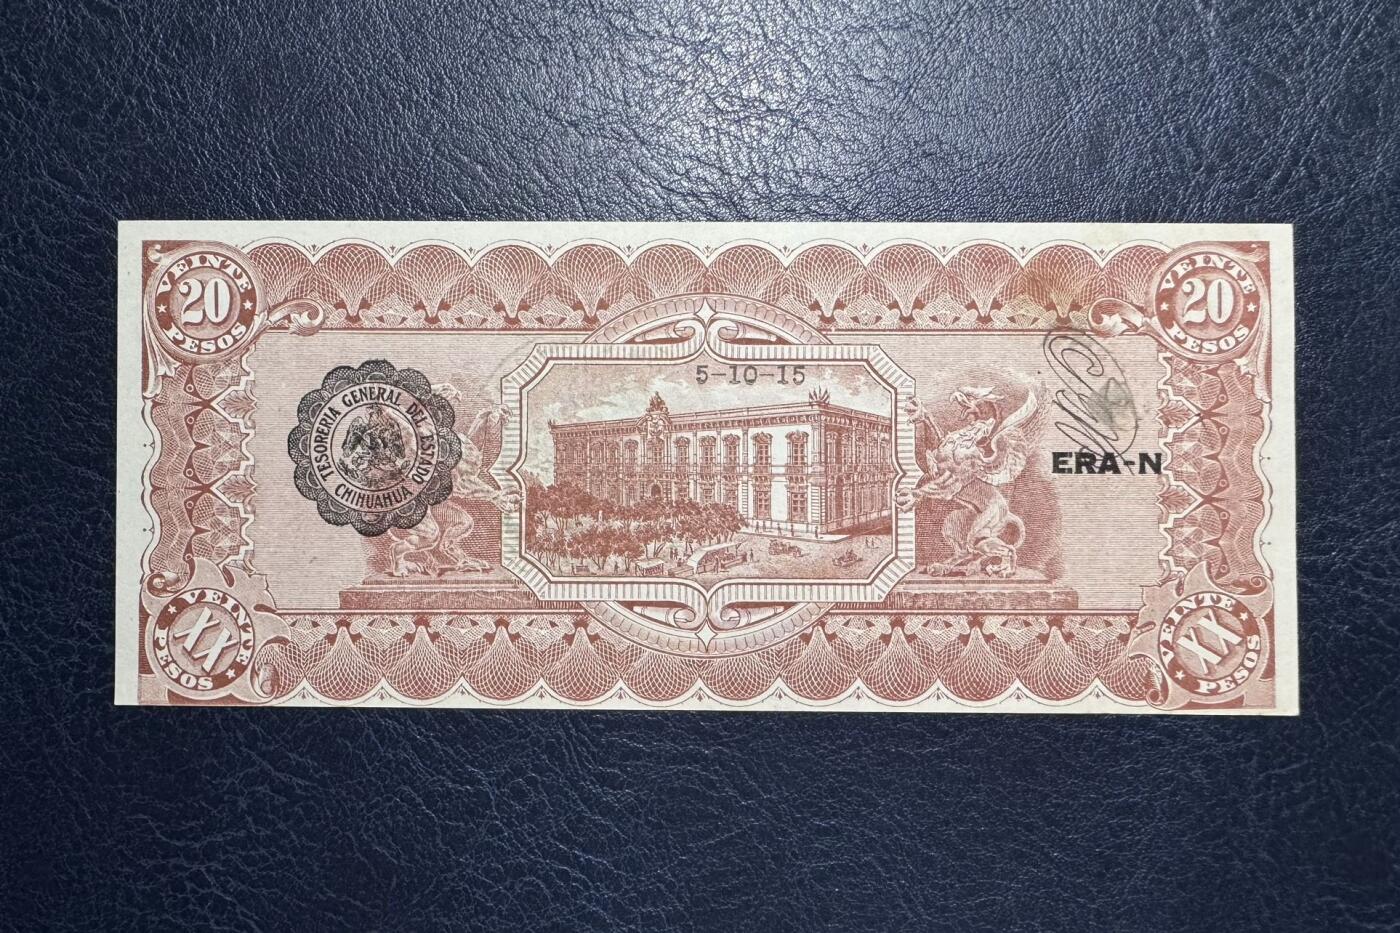 VEINTE
20
PESOS
VEINTE
20
PESOS
5-10-15
TESORERIA GENERAL DEL ESTADO
CHIHUAHUA
ERA-N
VEINTE
XX
PESOS
VEINTE
XX
PESOS